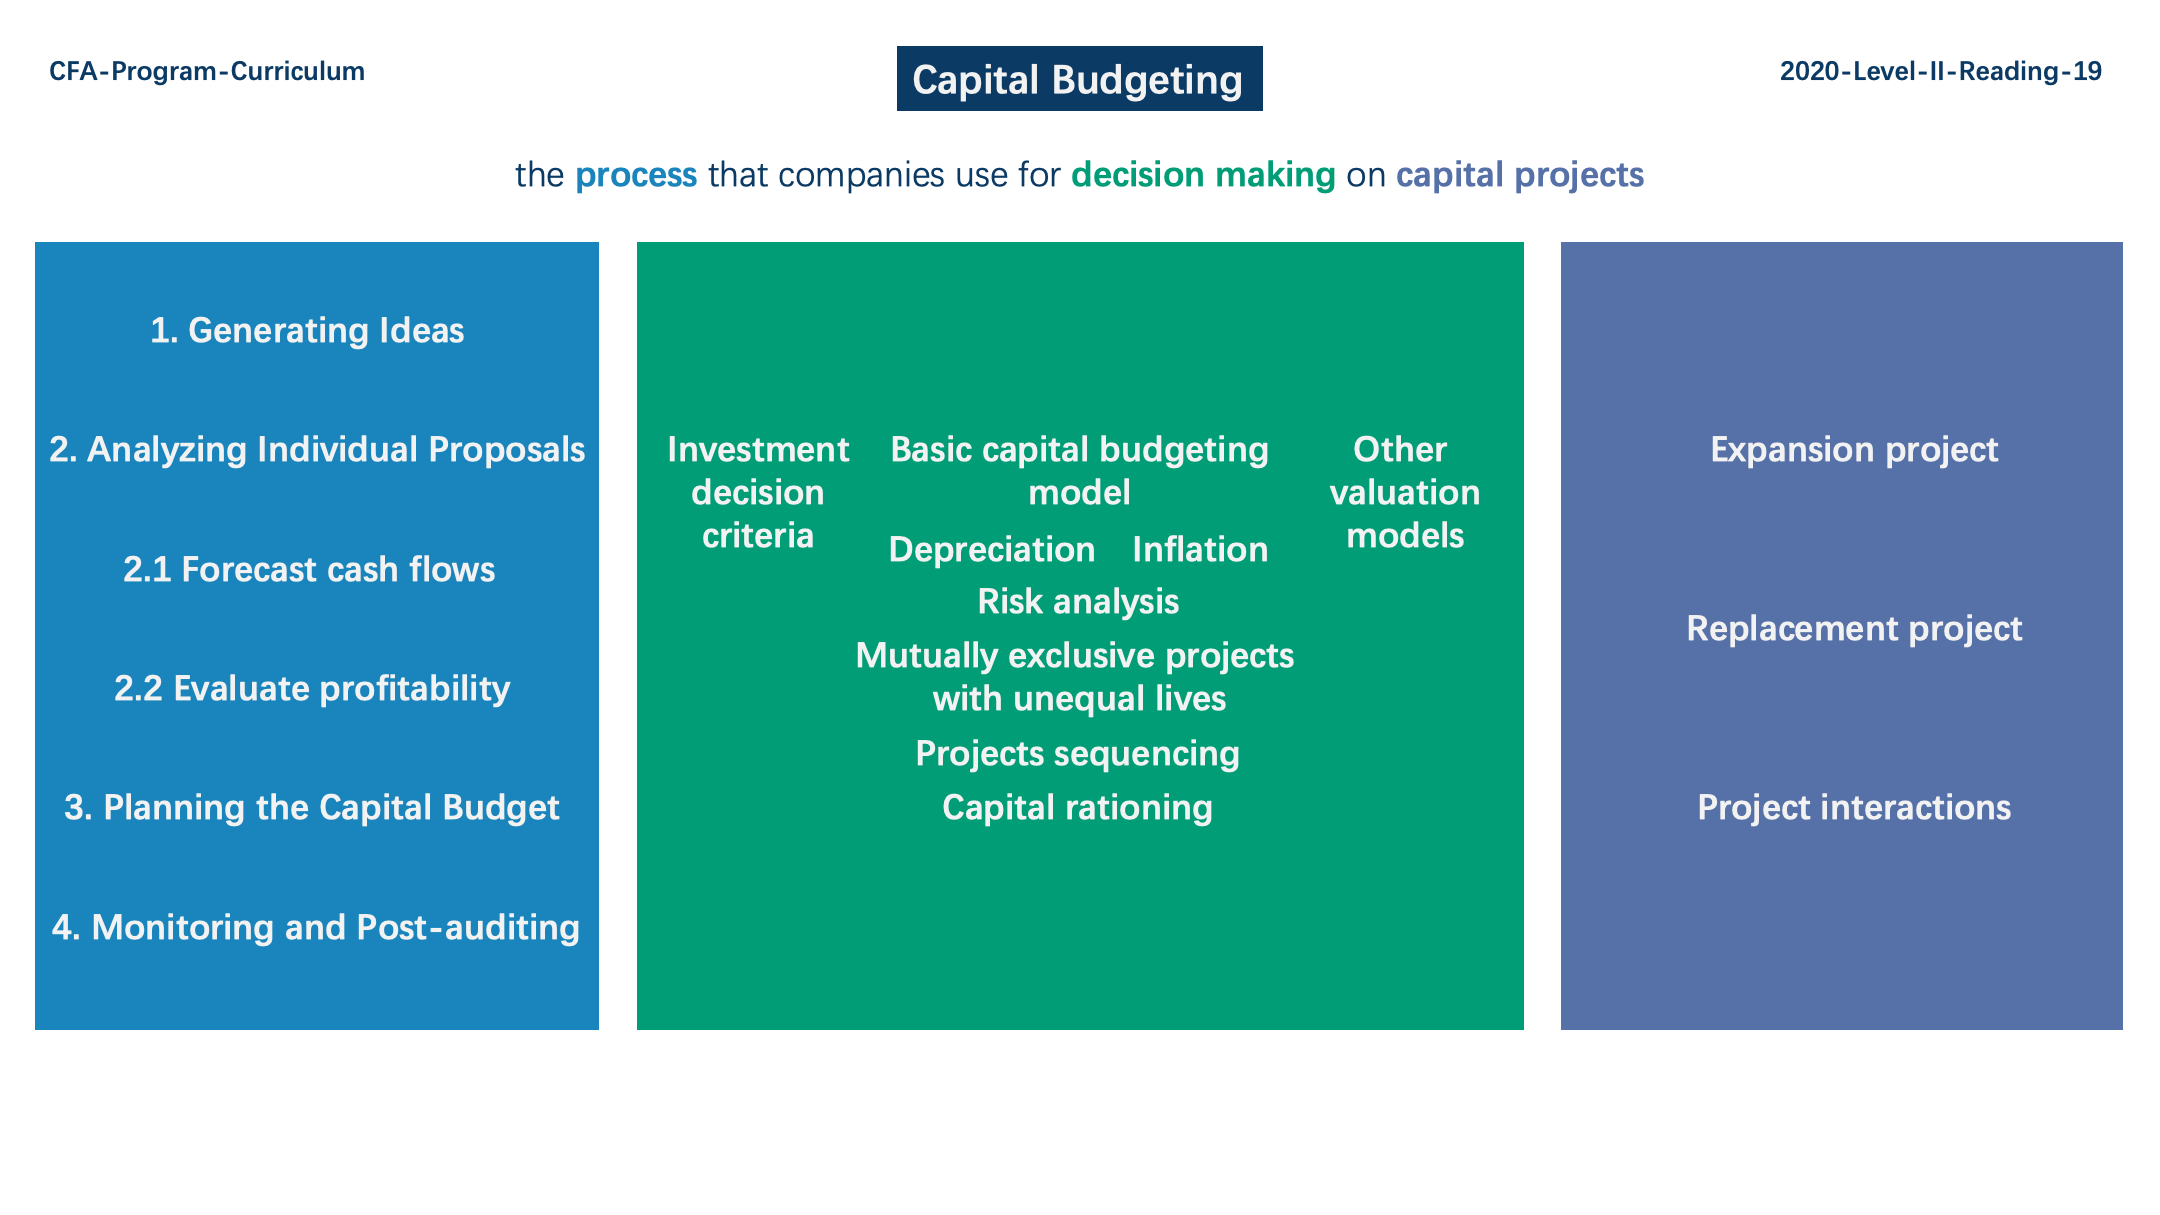 CFA-Program-Curriculum
Capital Budgeting
2020-Level-II-Reading-19
the process that companies use for decision making on capital projects
1. Generating Ideas
2. Analyzing Individual Proposals
2.1 Forecast cash flows
2.2 Evaluate profitability
3. Planning the Capital Budget
4. Monitoring and Post-auditing
Investment
decision
criteria
Basic capital budgeting
model
Depreciation Inflation
Risk analysis
Mutually exclusive projects
with unequal lives
Projects sequencing
Capital rationing
Other
valuation
models
Expansion project
Replacement project
Project interactions